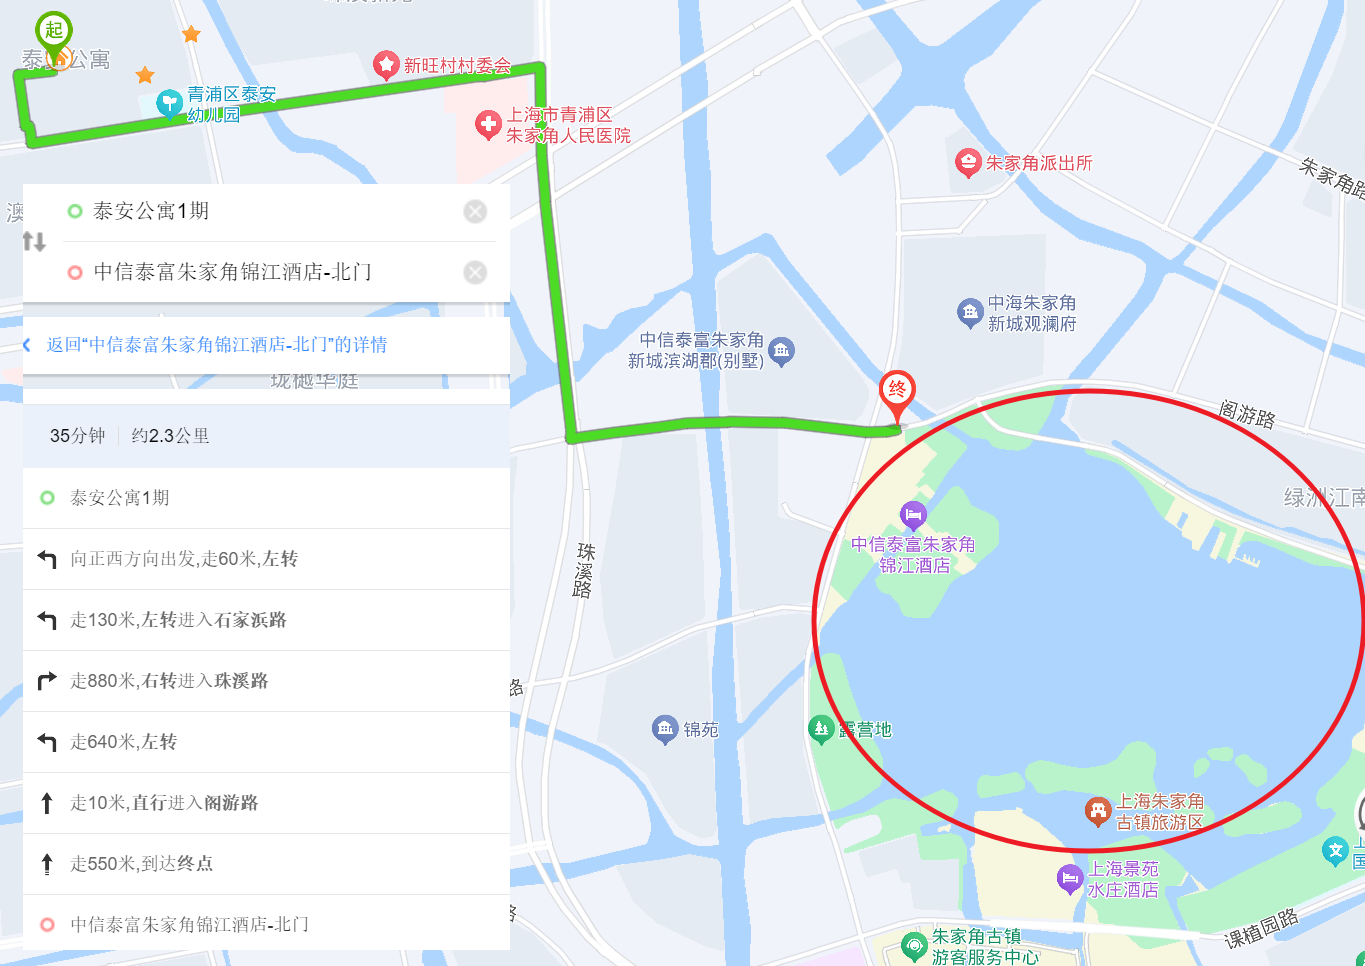 起
泰
公寓
青浦区泰安
幼儿园
新旺村村委会
上海市青浦区
朱家角人民医院
朱家角派出所
朱家角路
澳
泰安公寓1期
中信泰富朱家角锦江酒店-北门
返回“中信泰富朱家角锦江酒店-北门”的详情
珑樾华庭
35分钟
约2.3公里
泰安公寓1期
向正西方向出发,走60米,左转
走130米,左转进入石家浜路
走880米,右转进入珠溪路
走640米,左转
走10米,直行进入阁游路
走550米,到达终点
中信泰富朱家角锦江酒店-北门
中海朱家角
新城观澜府
中信泰富朱家角
新城滨湖郡(别墅)
终
阁游路
绿洲江南
中信泰富朱家角
锦江酒店
珠溪路
路
锦苑
露营地
上海朱家角
古镇旅游区
上海景苑
水庄酒店
上
国
路
课植园路
朱家角古镇
游客服务中心